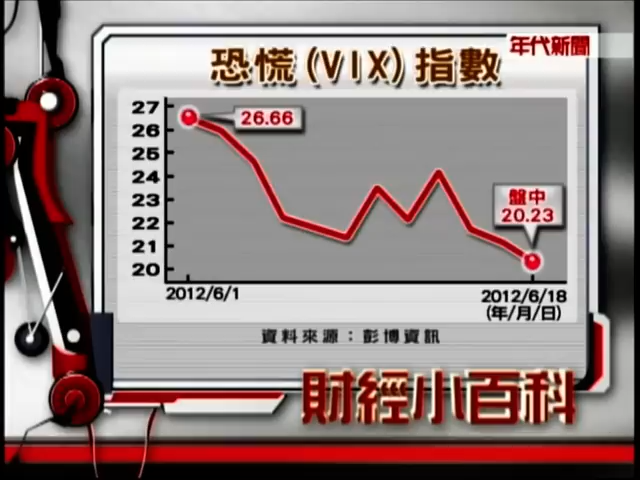 年代新聞
恐慌(VIX)指數
27
26
25
24
23
22
21
20
26.66
盤中
20.23
2012/6/1
2012/6/18
(年/月/日)
資料來源：彭博資訊
財經小百科